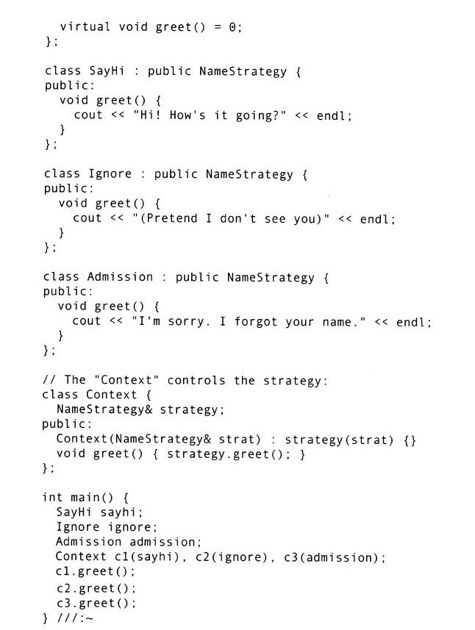 virtual void greet() = 0;
};
class SayHi : public NameStrategy {
public:
void greet() {
cout << "Hi! How's it going?" << endl;
}
};
class Ignore : public NameStrategy {
public:
void greet() {
cout << "(Pretend I don't see you)" << endl;
}
};
class Admission : public NameStrategy {
public:
void greet() {
cout << "I'm sorry. I forgot your name." << endl;
}
};
// The "Context" controls the strategy:
class Context {
NameStrategy& strategy;
public:
Context(NameStrategy& strat) : strategy(strat) {}
void greet() { strategy.greet(); }
};
int main() {
SayHi sayhi;
Ignore ignore;
Admission admission;
Context c1(sayhi), c2(ignore), c3(admission);
c1.greet();
c2.greet();
c3.greet();
} ///:~